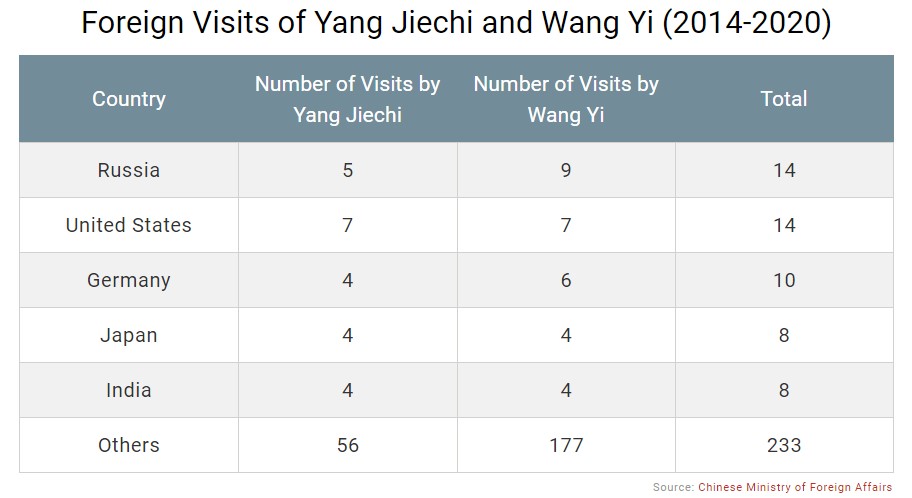 Foreign Visits of Yang Jiechi and Wang Yi (2014-2020)
Country Number of Visits by Yang Jiechi Number of Visits by Wang Yi Total
Russia 5 9 14
United States 7 7 14
Germany 4 6 10
Japan 4 4 8
India 4 4 8
Others 56 177 233
Source: Chinese Ministry of Foreign Affairs